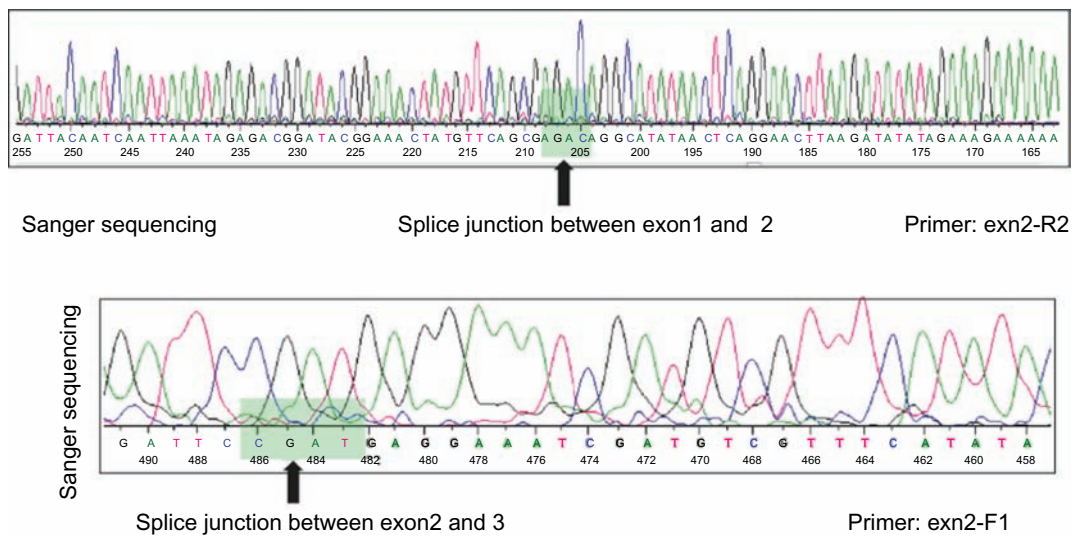 GATTACAATCAATTAAATAGAGACGGATACGGAAACTATGTTCAGCGAGACAGGCATATAACTCAGGAACTTAAGATATATAGAAAGAAAAAA
255 250 245 240 235 230 225 220 215 210 205 200 195 190 185 180 175 170 165
Sanger sequencing Splice junction between exon1 and 2 Primer: exn2-R2
Sanger sequencing
G A T T C C G A T G A G G A A A T C G A T G T C G T T T C A T A T A
490 488 486 484 482 480 478 476 474 472 470 468 466 464 462 460 458
Splice junction between exon2 and 3 Primer: exn2-F1